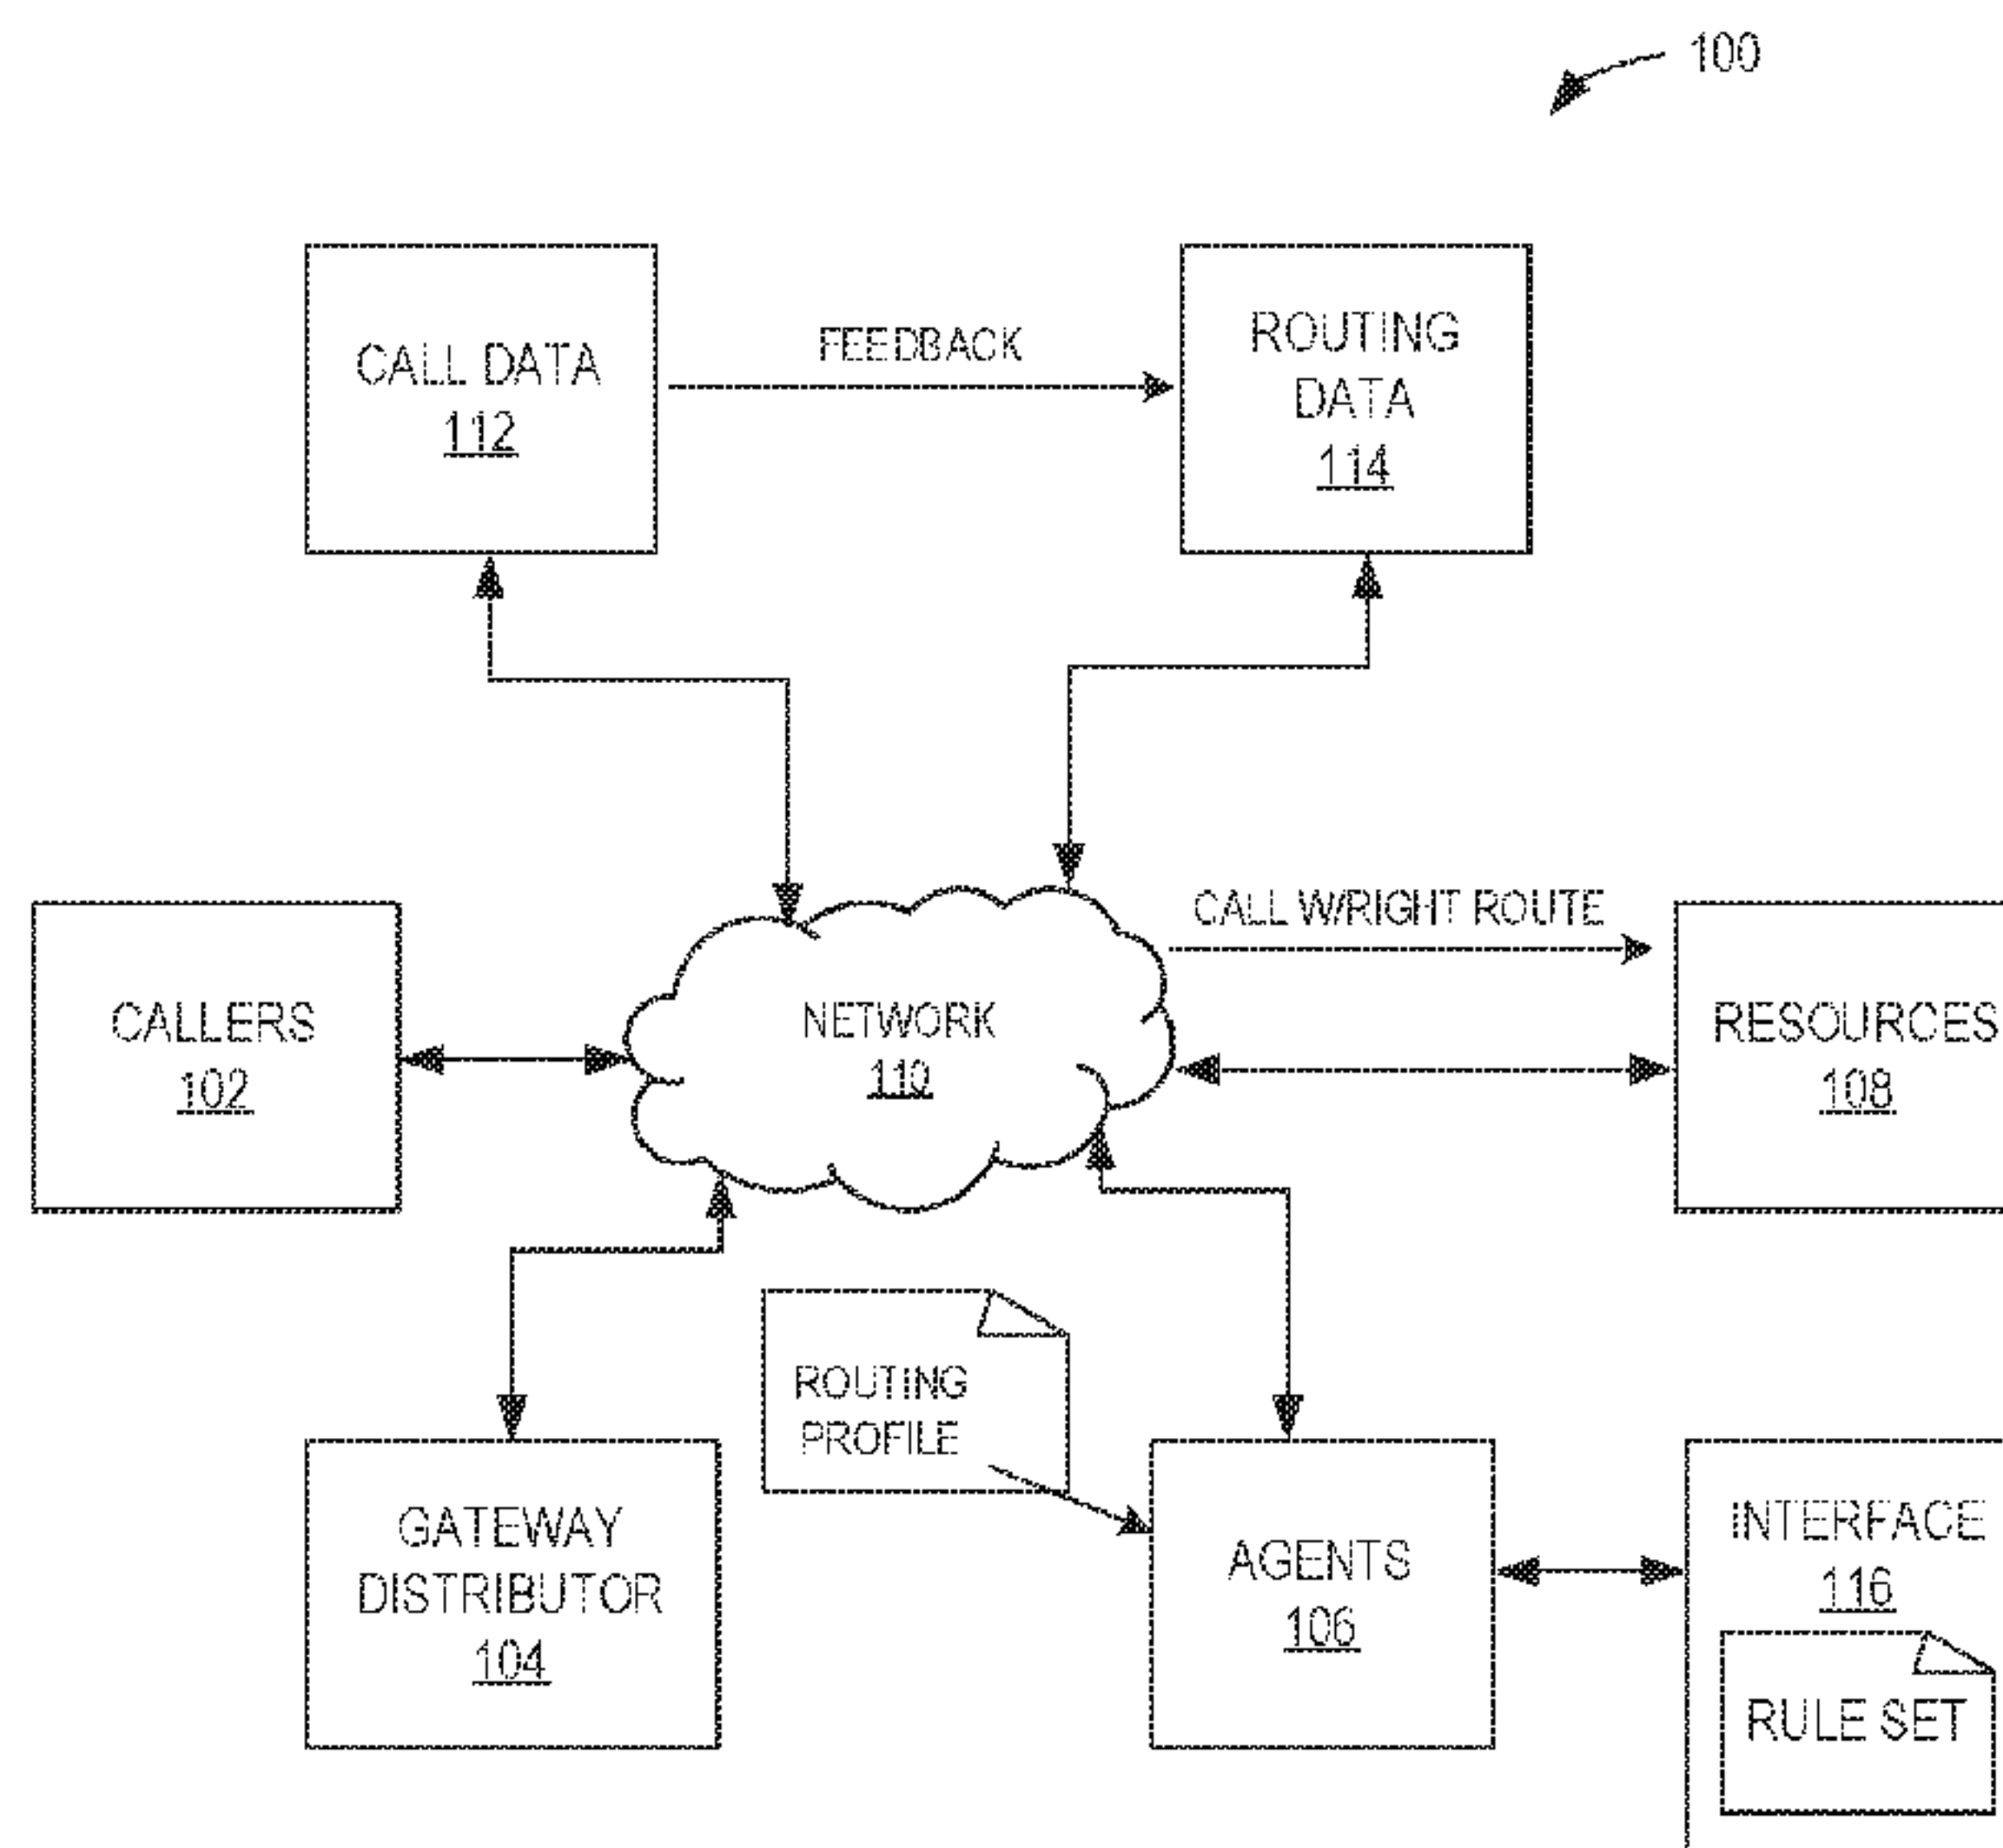 100
CALL DATA
112
FEEDBACK
ROUTING
DATA
114
CALL W/RIGHT ROUTE
CALLERS
102
NETWORK
110
RESOURCES
108
ROUTING
PROFILE
GATEWAY
DISTRIBUTOR
104
AGENTS
106
INTERFACE
116
RULE SET